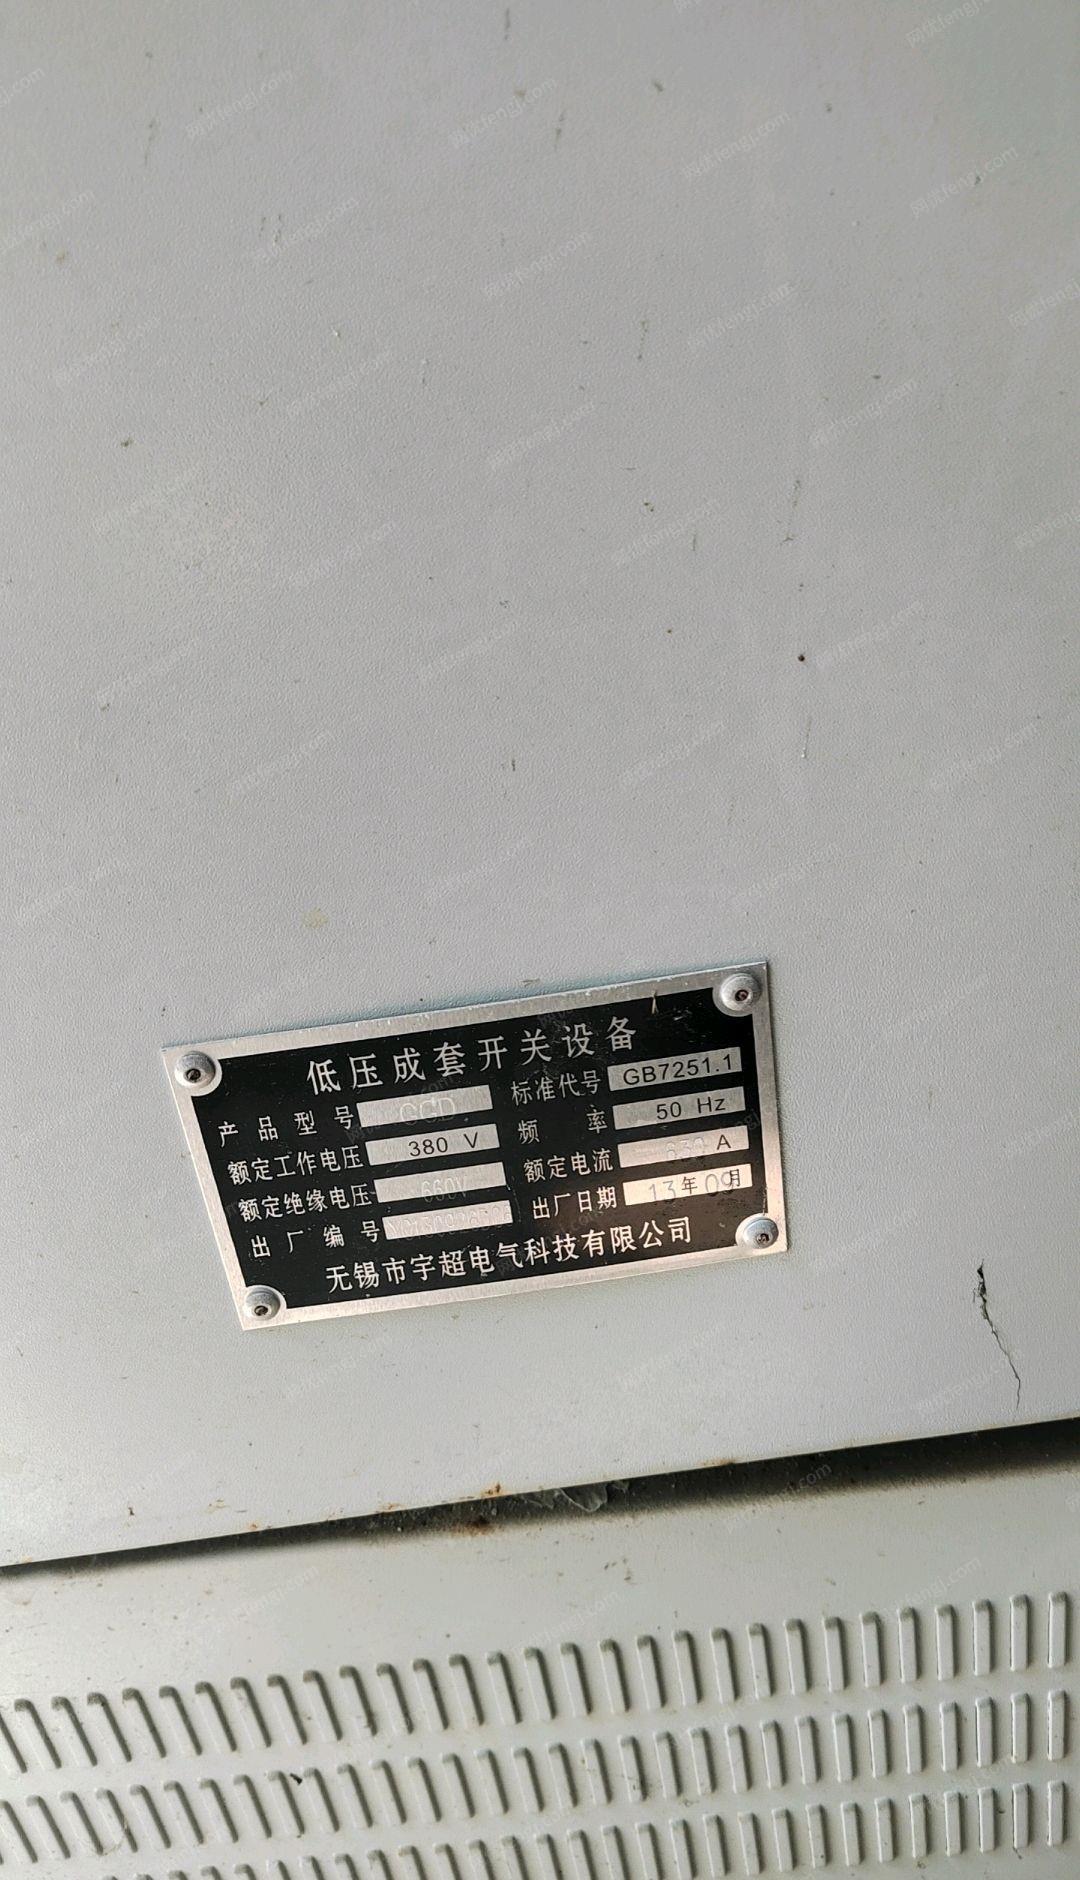 低压成套开关设备
产品型号 GCD 标准代号 GB7251.1
额定工作电压 380 V 频率 50 Hz
额定绝缘电压 660V 额定电流 630 A
出厂编号 出厂日期 13年09月
无锡市宇超电气科技有限公司